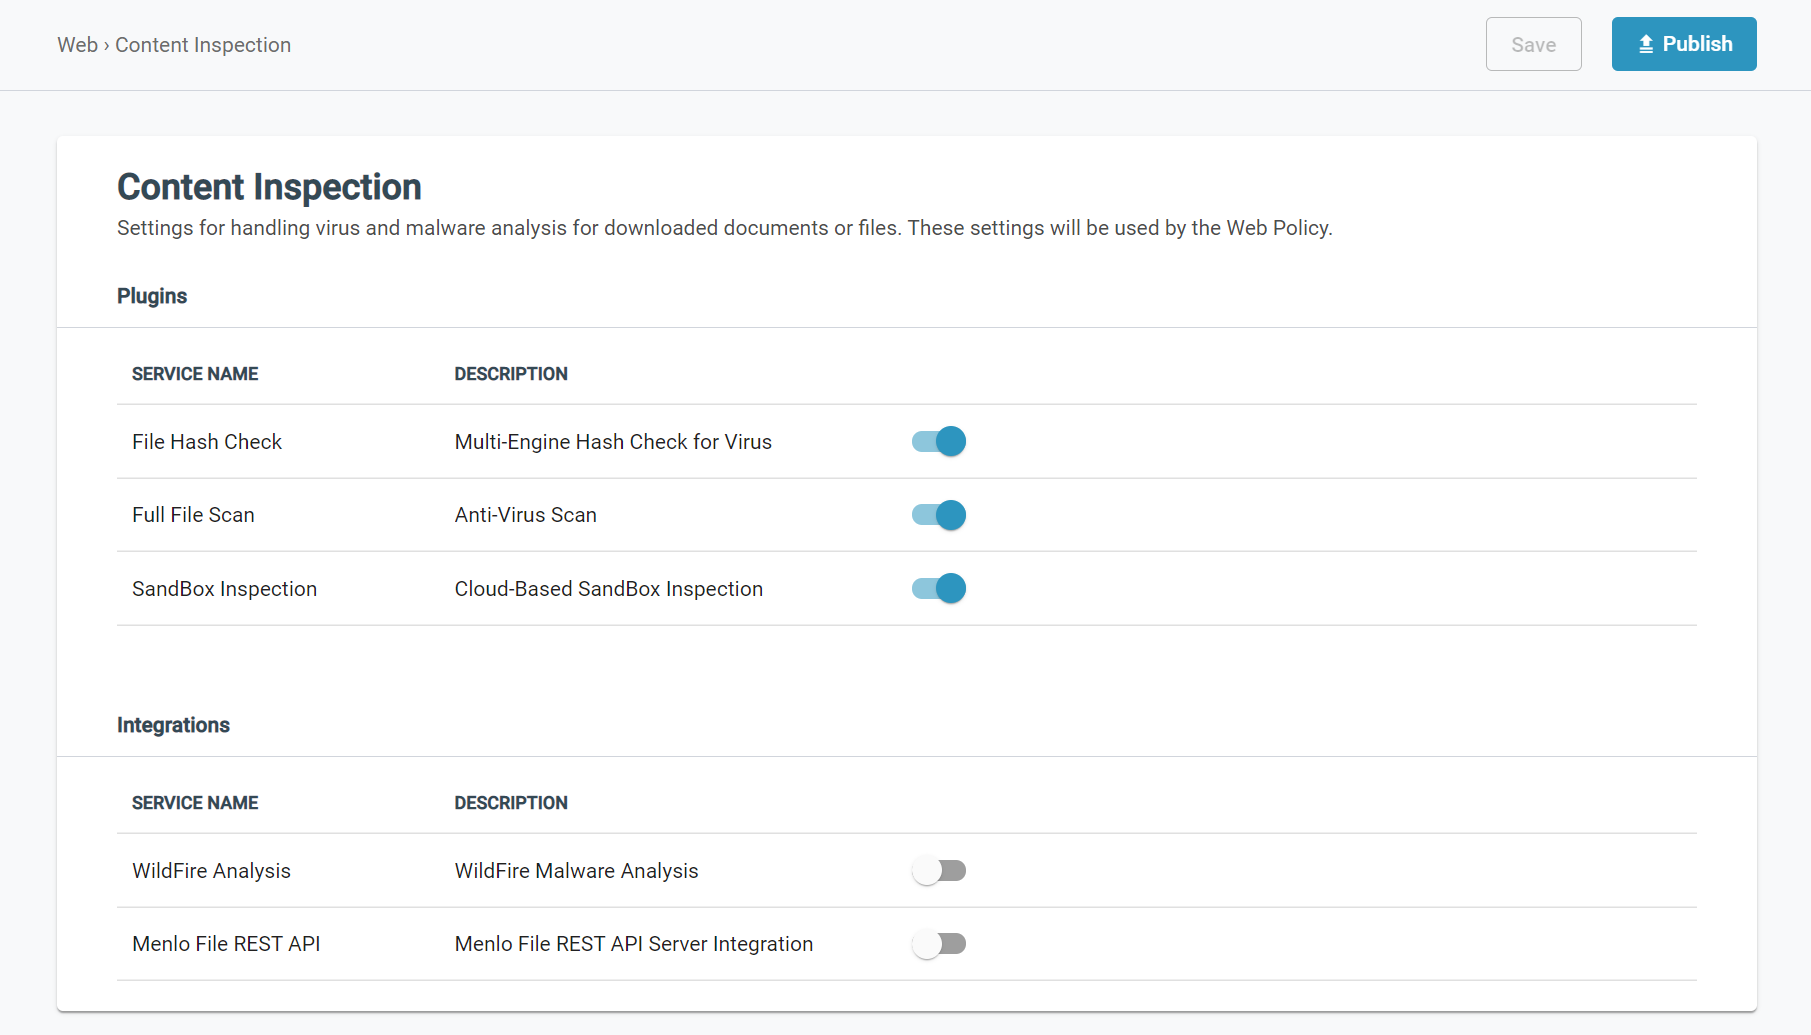 Web › Content Inspection
Save
Publish
Content Inspection
Settings for handling virus and malware analysis for downloaded documents or files. These settings will be used by the Web Policy.
Plugins
SERVICE NAME DESCRIPTION
File Hash Check Multi-Engine Hash Check for Virus
Full File Scan Anti-Virus Scan
SandBox Inspection Cloud-Based SandBox Inspection
Integrations
SERVICE NAME DESCRIPTION
WildFire Analysis WildFire Malware Analysis
Menlo File REST API Menlo File REST API Server Integration